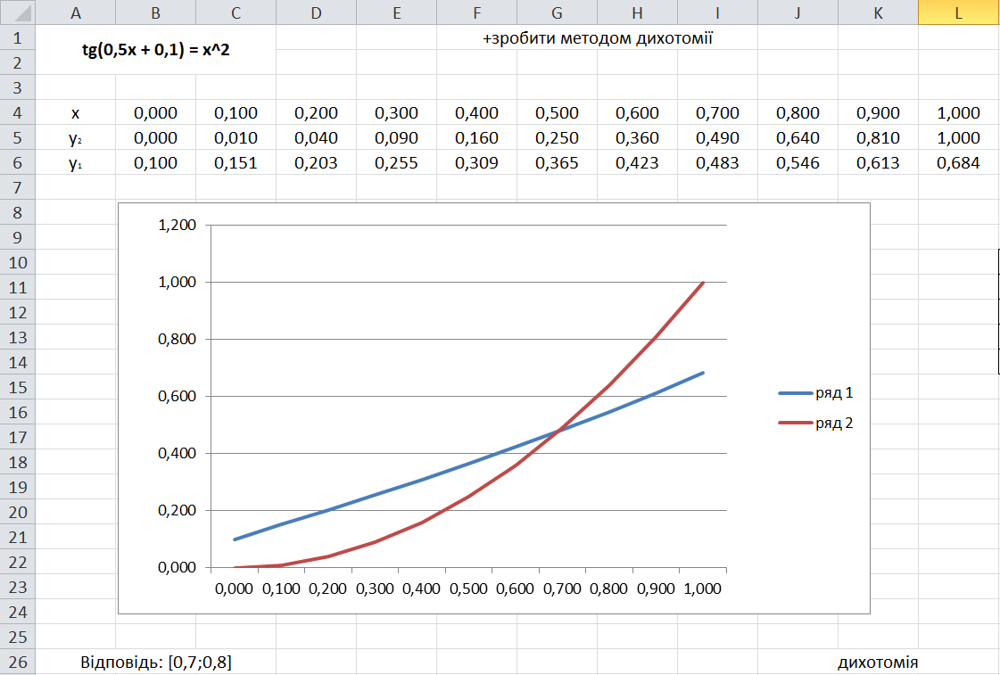 A B C D E F G H I J K L
1 +зробити методом дихотомії
tg(0,5x + 0,1) = x^2
2
3
4 x 0,000 0,100 0,200 0,300 0,400 0,500 0,600 0,700 0,800 0,900 1,000
5 y₂ 0,000 0,010 0,040 0,090 0,160 0,250 0,360 0,490 0,640 0,810 1,000
6 y₁ 0,100 0,151 0,203 0,255 0,309 0,365 0,423 0,483 0,546 0,613 0,684
7
8
9
10
11
12
13
14
15
16
17
18
19
20
21
22
23
24
25
1,200
1,000
0,800
0,600
0,400
0,200
0,000
0,000 0,100 0,200 0,300 0,400 0,500 0,600 0,700 0,800 0,900 1,000
ряд 1
ряд 2
26 Відповідь: [0,7;0,8] дихотомія